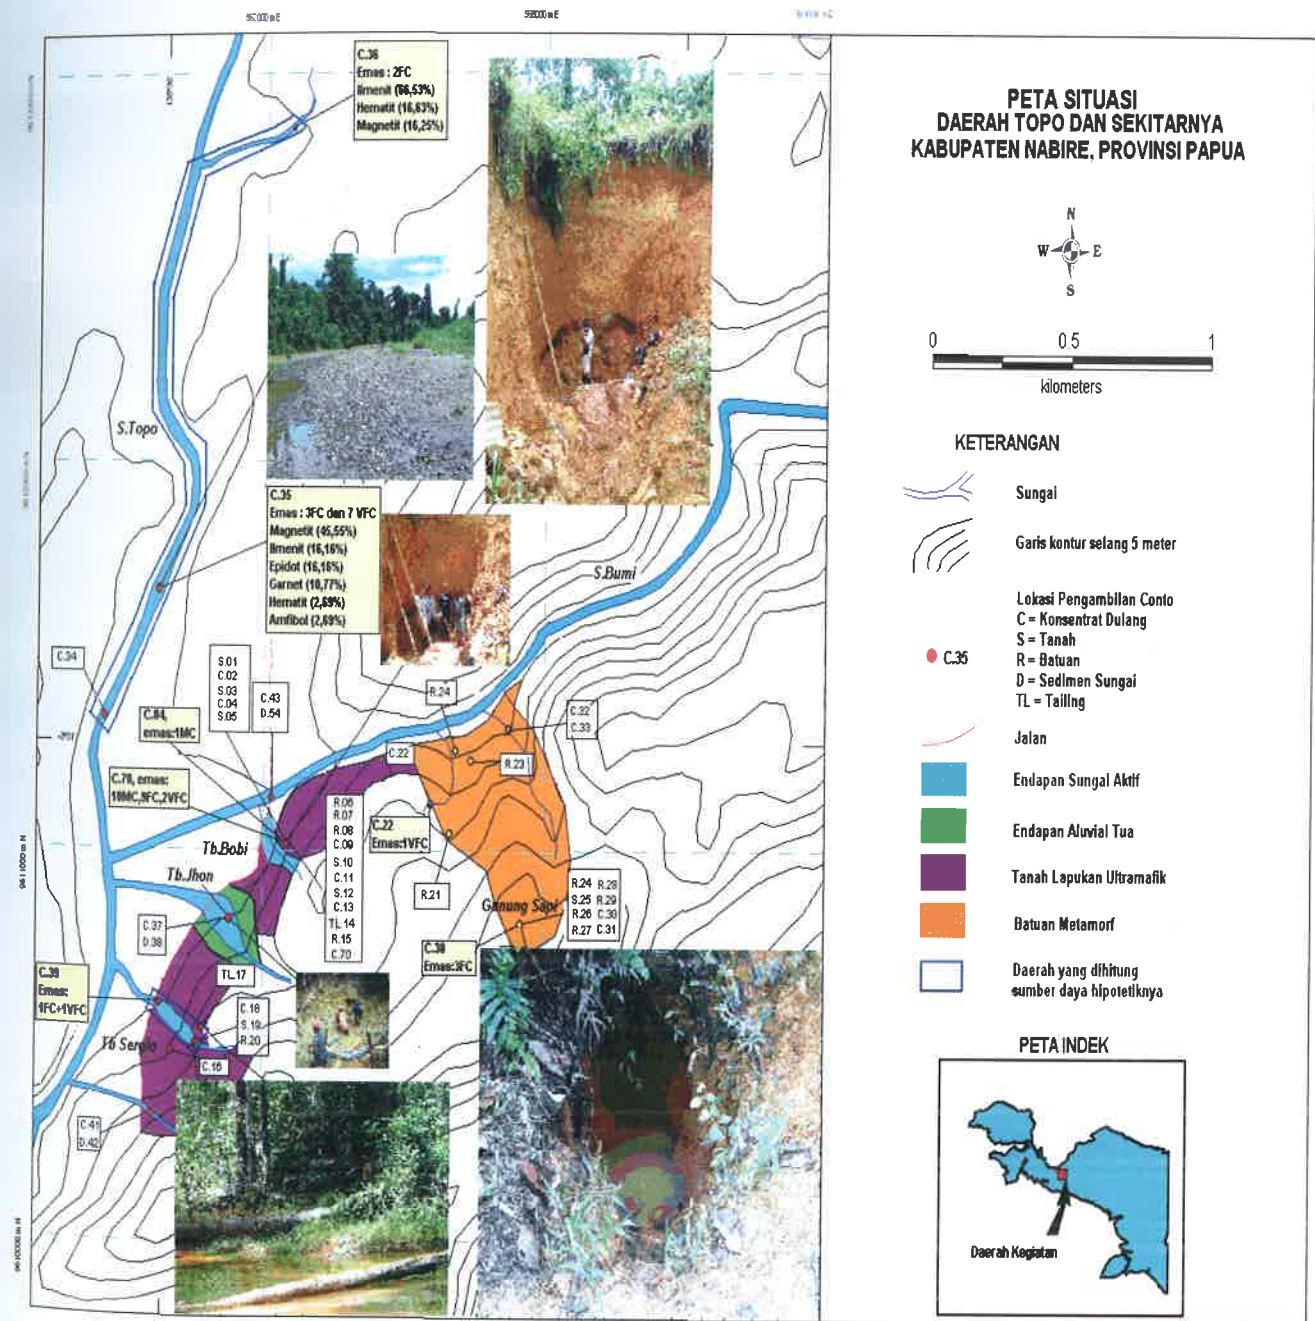 PETA SITUASI
DAERAH TOPO DAN SEKITARNYA
KABUPATEN NABIRE, PROVINSI PAPUA
N
W E
S
0 0.5 1
kilometers
KETERANGAN
Sungai
Garis kontur selang 5 meter
Lokasi Pengambilan Conto
C = Konsentrat Dulang
S = Tanah
R = Batuan
D = Sedimen Sungai
TL = Tailing
C.35
Jalan
Endapan Sungai Aktif
Endapan Aluvial Tua
Tanah Lapukan Ultramafik
Batuan Metamorf
Daerah yang dihitung
sumber daya hipotetiknya
PETA INDEK
Daerah Kegiatan
C.36
Emas : 2FC
Ilmenit (66,53%)
Hematit (16,63%)
Magnetit (16,25%)
S.Topo
C.35
Emas : 3FC dan 7 VFC
Magnetit (45,55%)
Ilmenit (16,16%)
Epidot (16,16%)
Garnet (10,77%)
Hematit (2,69%)
Amfibol (2,69%)
S.Bumi
C.34
S.01
C.02
S.03
C.04
S.05
C.43
D.54
C.84,
emas:1MC
C.70, emas:
10MC,9FC,2VFC
R.24
C.32
C.33
C.22
R.23
R.06
R.07
R.08
C.09
S.10
C.11
S.12
C.13
TL 14
R.15
C.70
C.22
Emas:1VFC
Tb.Bobi
Tb.Jhon
R.21
Gunung Sapi
R.24 R.28
S.25 R.29
R.26 C.30
R.27 C.31
C.37
D.38
C.38
Emas:3FC
TL.17
C.39
Emas:
1FC+1VFC
C.18
S.19
R.20
Tb Sergio
C.16
C.41
D.42